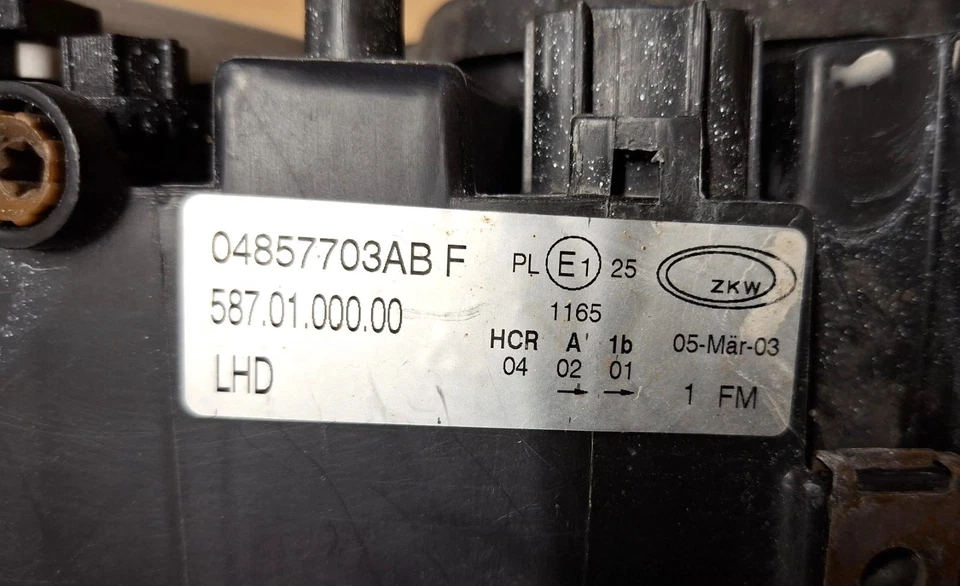 04857703AB F
587.01.000.00
LHD
PL E1 25
1165
HCR A 1b
04 02 01
→ →
ZKW
05-Mär-03
1 FM